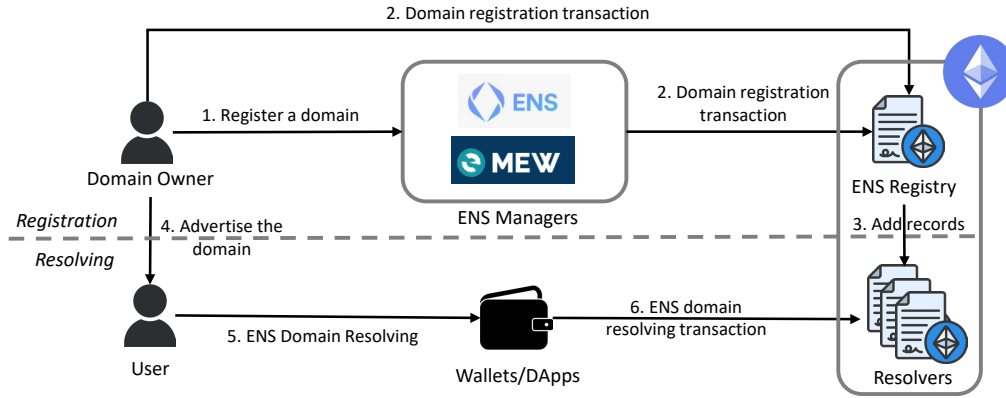 2. Domain registration transaction
ENS
1. Register a domain
2. Domain registration
transaction
MEW
Domain Owner
ENS Managers
ENS Registry
Registration
4. Advertise the
domain
3. Add records
Resolving
5. ENS Domain Resolving
6. ENS domain
resolving transaction
User
Wallets/DApps
Resolvers